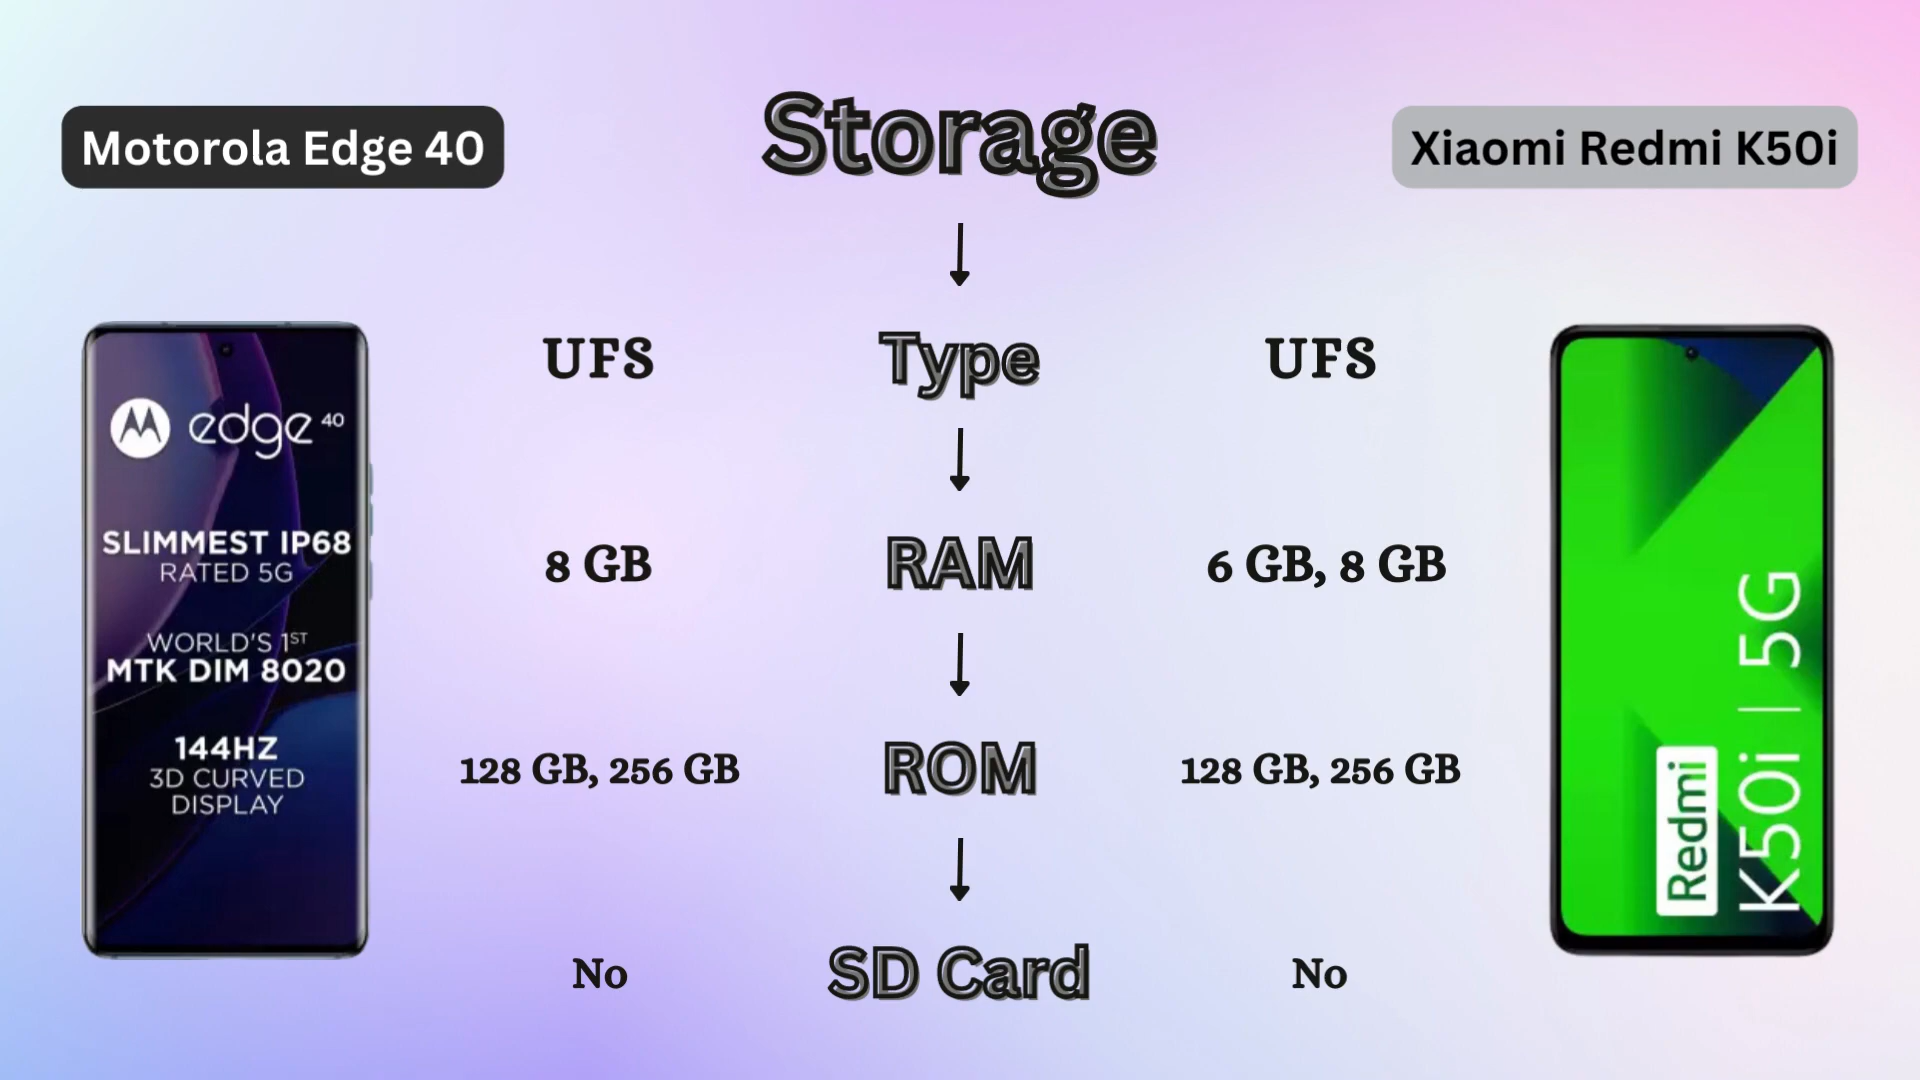 Motorola Edge 40
Storage
Xiaomi Redmi K50i
UFS
Type
UFS
8 GB
RAM
6 GB, 8 GB
128 GB, 256 GB
ROM
128 GB, 256 GB
No
SD Card
No
edge 40
SLIMMEST IP68
RATED 5G
WORLD'S 1ST
MTK DIM 8020
144HZ
3D CURVED
DISPLAY
Redmi
K50i | 5G